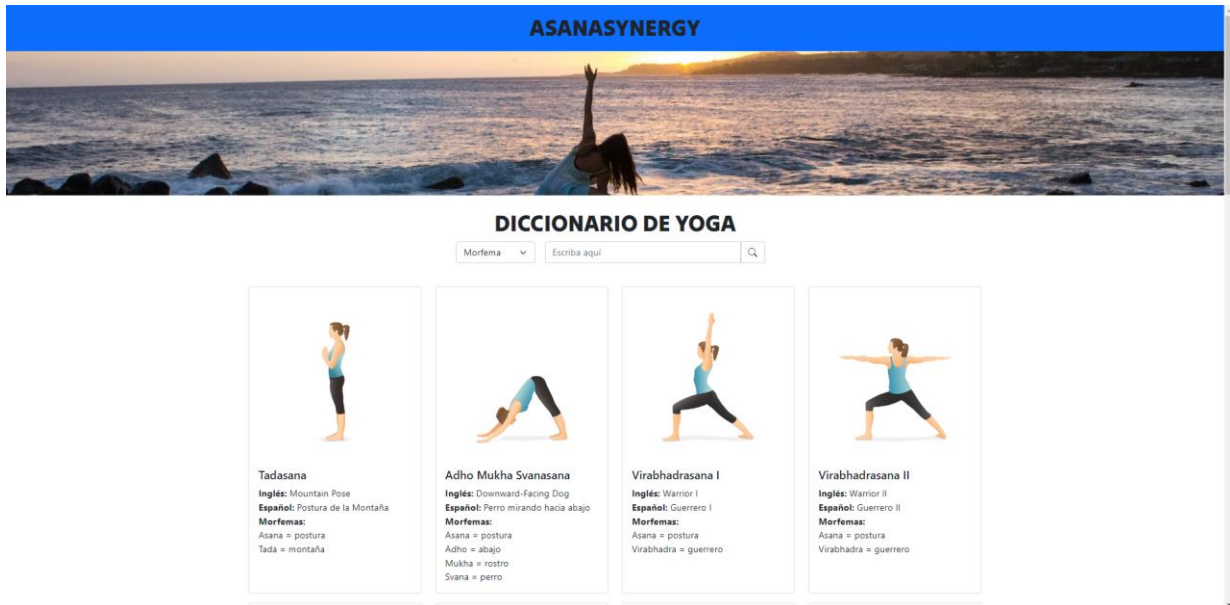 ASANASYNERGY
DICCIONARIO DE YOGA
Morfema
Escriba aquí
Tadasana
Inglés: Mountain Pose
Español: Postura de la Montaña
Morfemas:
Asana = postura
Tada = montaña
Adho Mukha Svanasana
Inglés: Downward-Facing Dog
Español: Perro mirando hacia abajo
Morfemas:
Asana = postura
Adho = abajo
Mukha = rostro
Svana = perro
Virabhadrasana I
Inglés: Warrior I
Español: Guerrero I
Morfemas:
Asana = postura
Virabhadra = guerrero
Virabhadrasana II
Inglés: Warrior II
Español: Guerrero II
Morfemas:
Asana = postura
Virabhadra = guerrero